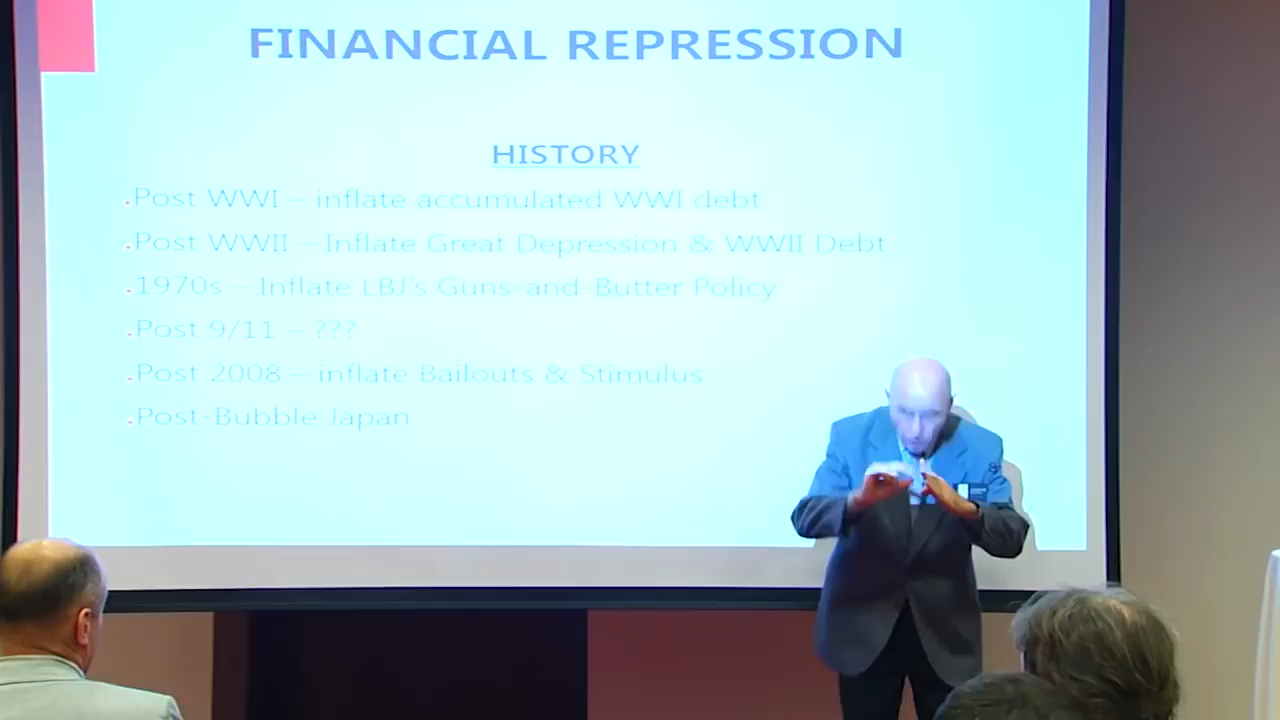 FINANCIAL REPRESSION
HISTORY
.Post WWI – inflate accumulated WWI debt
.Post WWII – Inflate Great Depression & WWII Debt
.1970s – Inflate LBJ's Guns-and-Butter Policy
.Post 9/11 – ???
.Post 2008 – inflate Bailouts & Stimulus
.Post-Bubble Japan